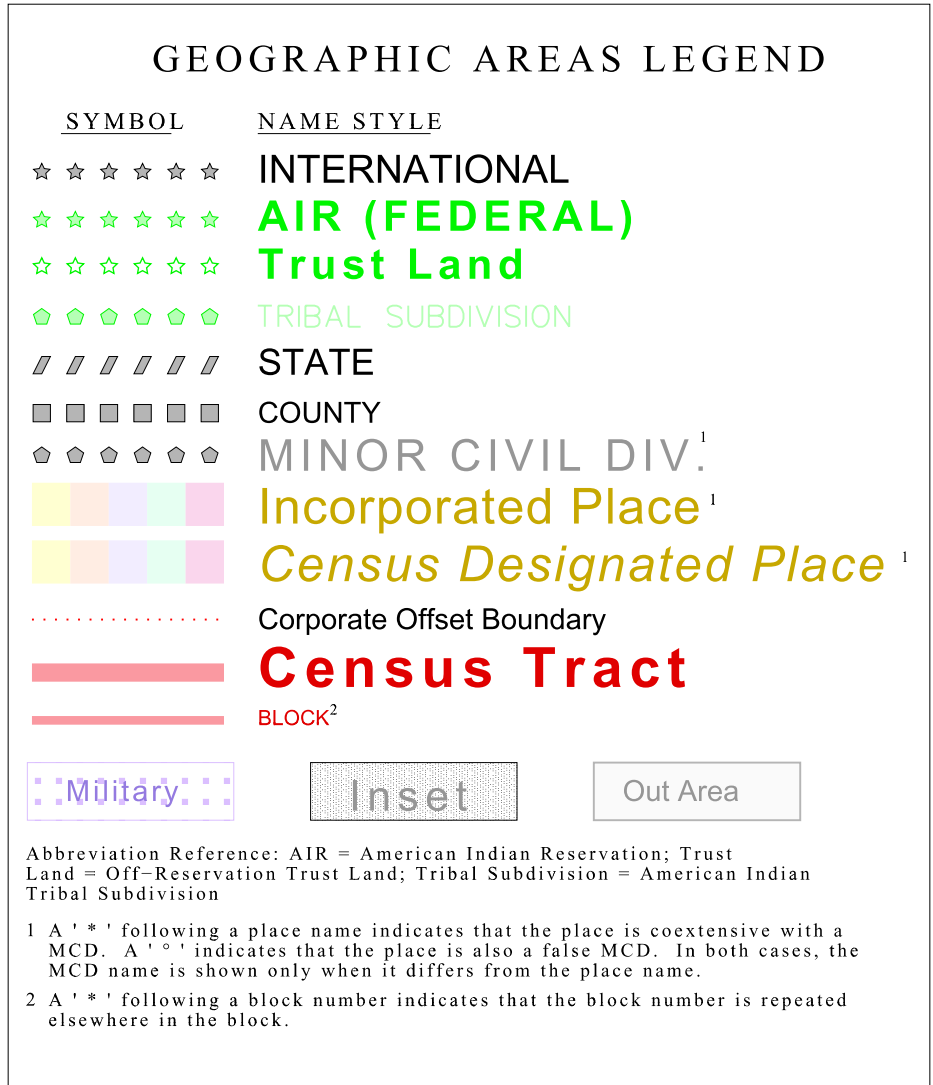 GEOGRAPHIC AREAS LEGEND
SYMBOL NAME STYLE
INTERNATIONAL
AIR (FEDERAL)
Trust Land
TRIBAL SUBDIVISION
STATE
COUNTY
MINOR CIVIL DIV.1
Incorporated Place 1
Census Designated Place 1
Corporate Offset Boundary
Census Tract
BLOCK2
Military Inset Out Area
Abbreviation Reference: AIR = American Indian Reservation; Trust
Land = Off−Reservation Trust Land; Tribal Subdivision = American Indian
Tribal Subdivision
1 A ' * ' following a place name indicates that the place is coextensive with a
MCD. A ' ° ' indicates that the place is also a false MCD. In both cases, the
MCD name is shown only when it differs from the place name.
2 A ' * ' following a block number indicates that the block number is repeated
elsewhere in the block.